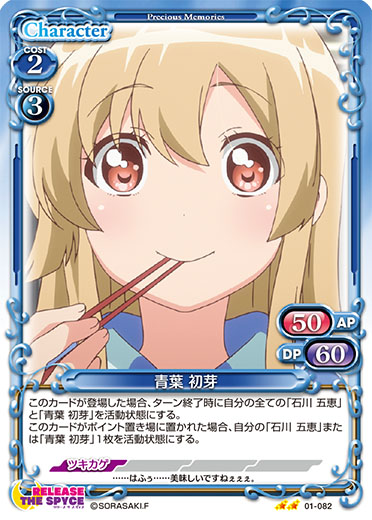 Precious Memories
Character
COST
2
SOURCE
3
50 AP
DP 60
青葉 初芽
このカードが登場した場合、ターン終了時に自分の全ての「石川 五恵」
と「青葉 初芽」を活動状態にする。
このカードがポイント置き場に置かれた場合、自分の「石川 五恵」また
は「青葉 初芽」1枚を活動状態にする。
ツキカゲ
……はふぅ……美味しいですねぇぇぇ。
RELEASE
THE SPYCE
©SORASAKI.F
01-082